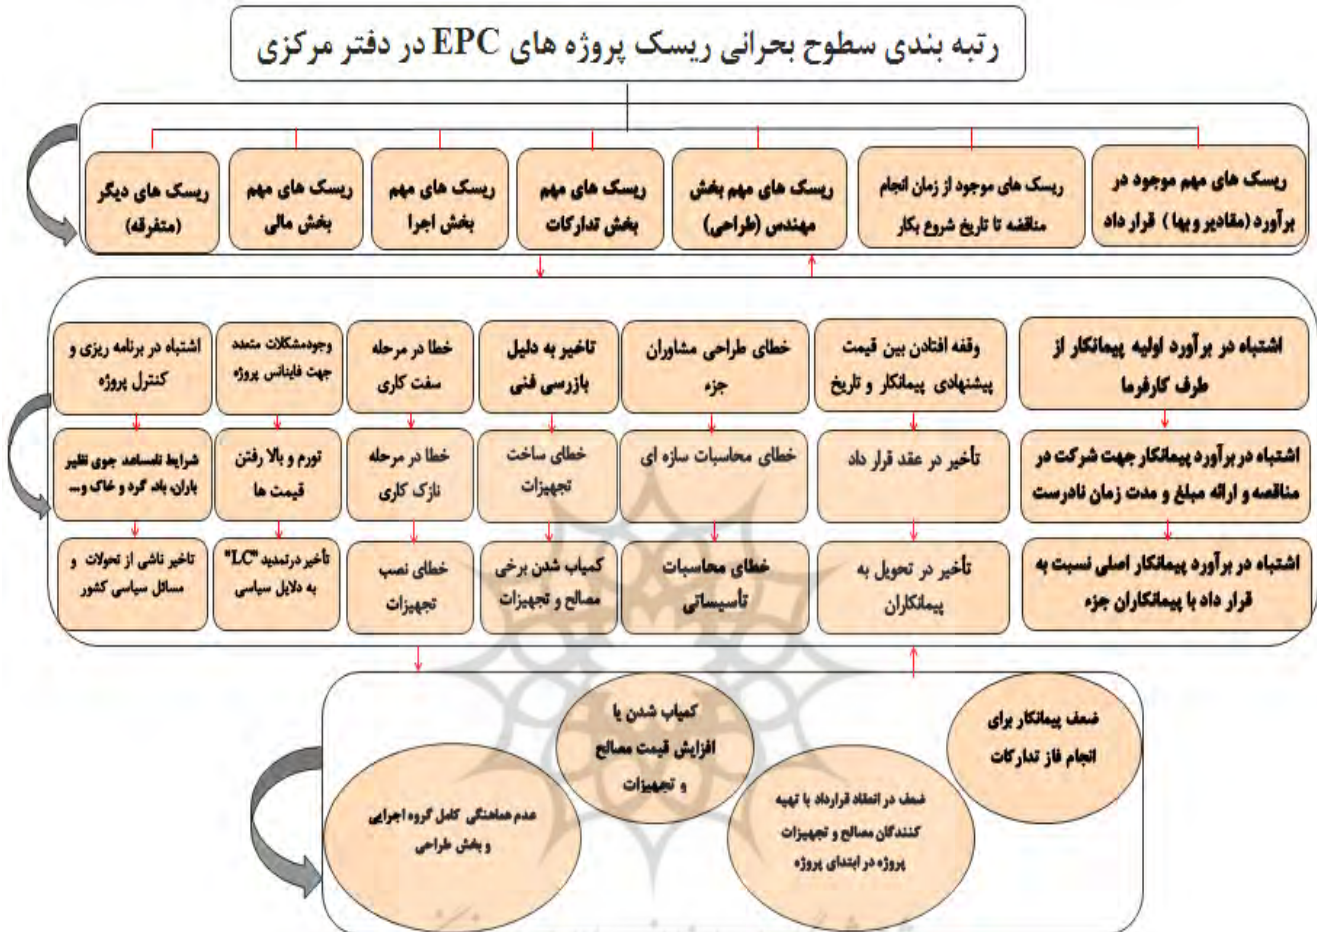 رتبه بندی سطوح بحرانی ریسک پروژه های EPC در دفتر مرکزی
ریسک های مهم موجود در
برآورد (مقادیر وبها ) قرار داد
ریسک های موجود از زمان انجام
مناقضه تا تاریخ شروع بکار
ریسک های مهم بخش
مهندس (طراحی)
ریسک های مهم
بخش تدارکات
ریسک های مهم
بخش اجرا
ریسک های مهم
بخش مالی
ریسک های دیگر
(متفرقه)
اشتباه در برآورد اولیه پیمانکار از
طرف کارفرما
وقفه افتادن بین قیمت
پیشنهادی پیمانکار و تاریخ
خطای طراحی مشاوران
جزء
تاخیر به دلیل
بازرسی فنی
خطا در مرحله
سفت کاری
وجودمشکلات متعدد
جهت فاینانس پروژه
اشتباه در برنامه ریزی و
کنترل پروژه
اشتباه در برآورد پیمانکار جهت شرکت در
مناقصه و ارائه مبلغ و مدت زمان نادرست
تأخیر در عقد قرار داد
خطای محاسبات سازه ای
خطای ساخت
تجهیزات
خطا در مرحله
نازک کاری
تورم و بالا رفتن
قیمت ها
شرایط نامساعد جوی نظیر
باران، باد، گرد و خاک و...
اشتباه در برآورد پیمانکار اصلی نسبت به
قرار داد با پیمانکاران جزء
تأخیر در تحویل به
پیمانکاران
خطای محاسبات
تأسیساتی
کمیاب شدن برخی
مصالح و تجهیزات
خطای نصب
تجهیزات
تأخیر درتمدید "LC"
به دلایل سیاسی
تاخیر ناشی از تحولات و
مسائل سیاسی کشور
ضعف پیمانکار برای
انجام فاز تدارکات
ضعف در انعقاد قرارداد با تهیه
کنندگان مصالح و تجهیزات
پروژه در ابتدای پروژه
کمیاب شدن یا
افزایش قیمت مصالح
و تجهیزات
عدم هماهنگی کامل گروه اجرایی
و بخش طراحی